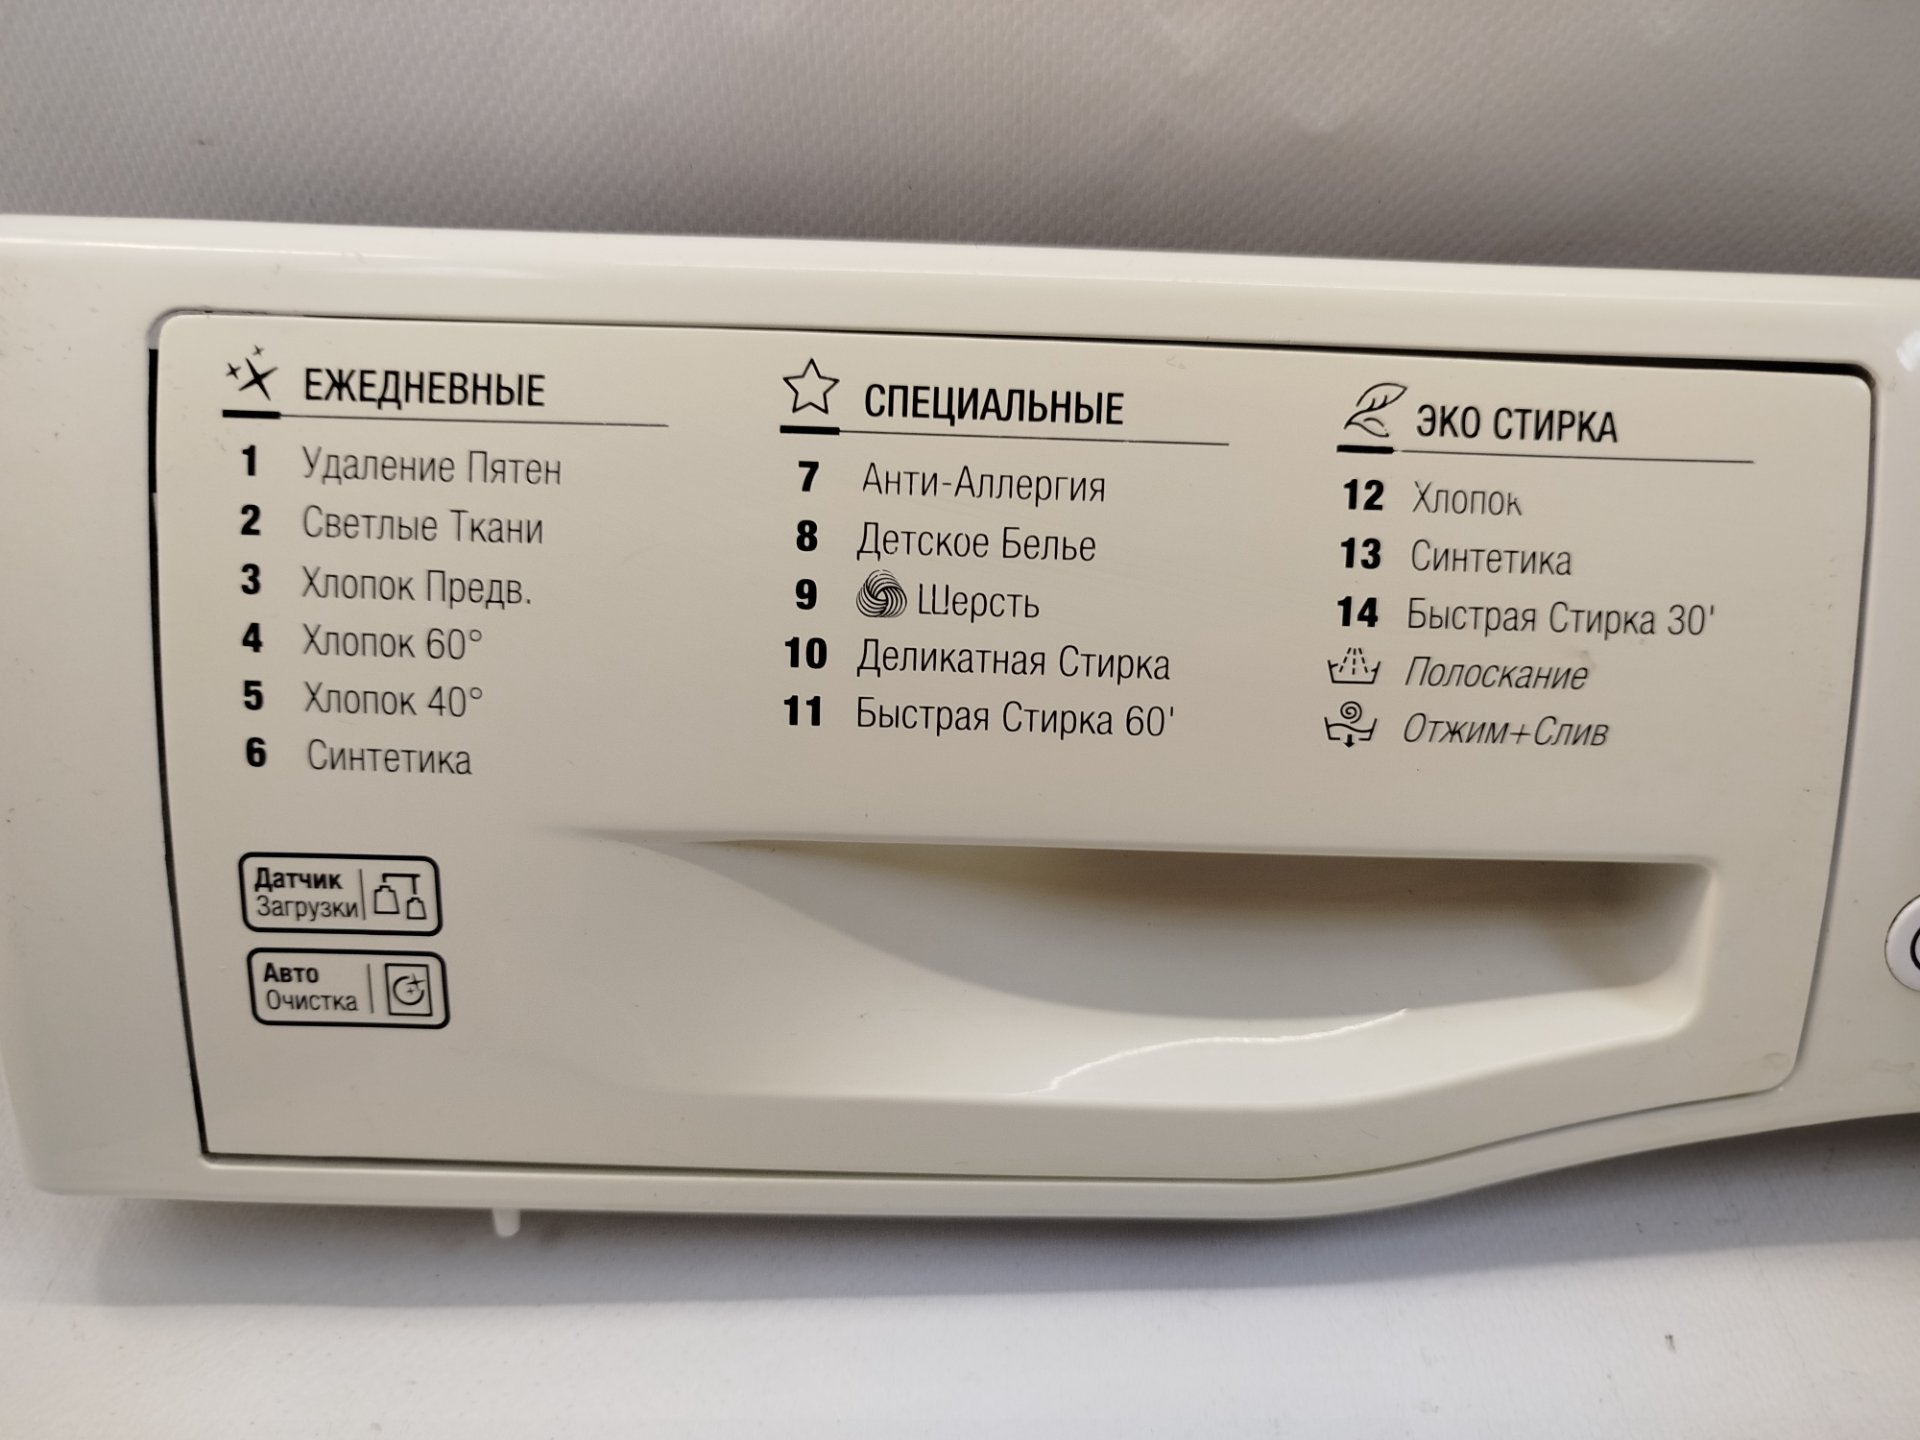 ЕЖЕДНЕВНЫЕ
1 Удаление Пятен
2 Светлые Ткани
3 Хлопок Предв.
4 Хлопок 60°
5 Хлопок 40°
6 Синтетика
СПЕЦИАЛЬНЫЕ
7 Анти-Аллергия
8 Детское Белье
9 Шерсть
10 Деликатная Стирка
11 Быстрая Стирка 60'
ЭКО СТИРКА
12 Хлопок
13 Синтетика
14 Быстрая Стирка 30'
Полоскание
Отжим+Слив
Датчик
Загрузки
Авто
Очистка